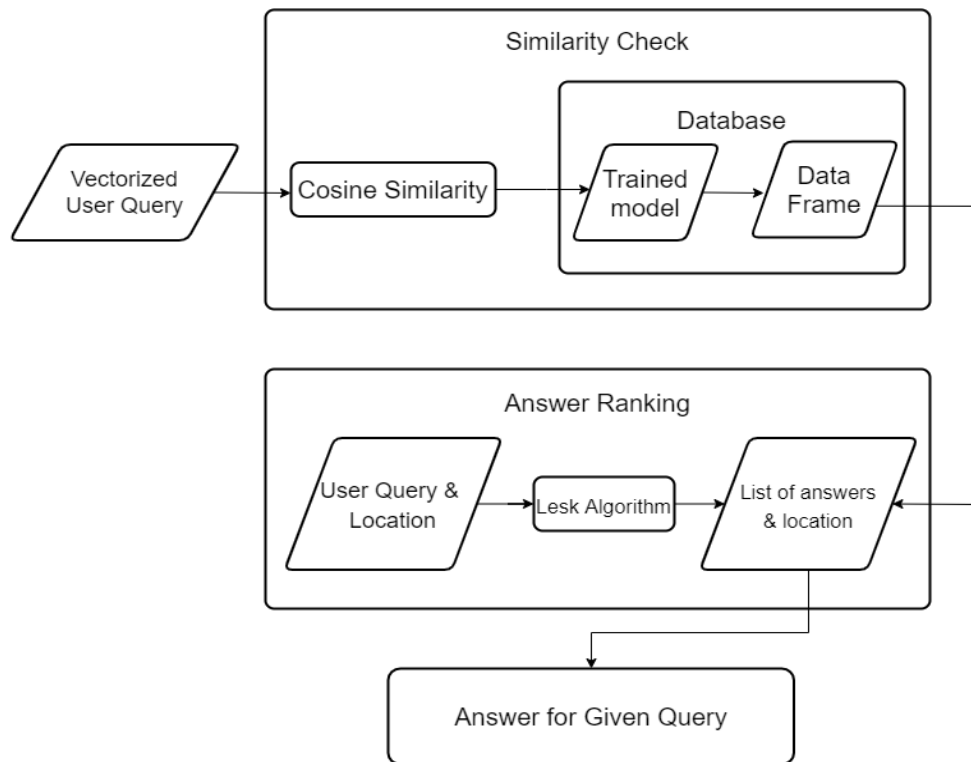 Similarity Check
Database
Vectorized
User Query
Cosine Similarity
Trained
model
Data
Frame
Answer Ranking
User Query &
Location
Lesk Algorithm
List of answers
& location
Answer for Given Query